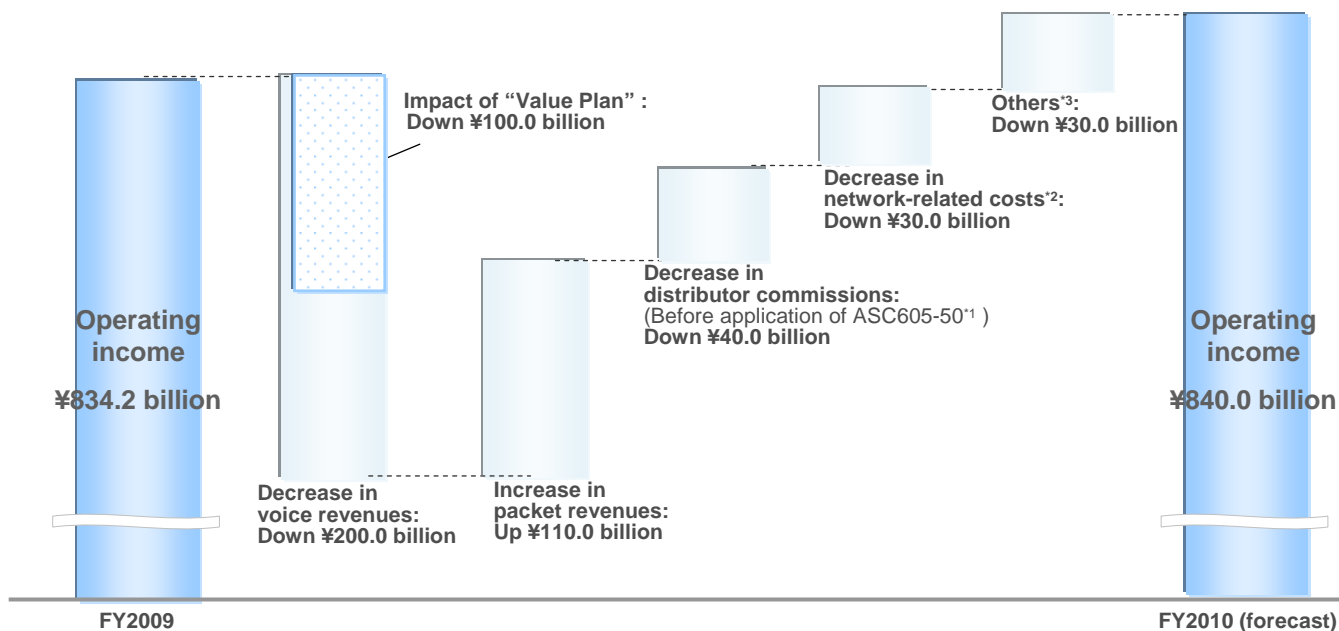 Impact of “Value Plan” :
Down ¥100.0 billion
Others*3:
Down ¥30.0 billion
Decrease in
network-related costs*2:
Down ¥30.0 billion
Decrease in
distributor commissions:
(Before application of ASC605-50*1 )
Down ¥40.0 billion
Operating
income
¥834.2 billion
Operating
income
¥840.0 billion
Decrease in
voice revenues:
Down ¥200.0 billion
Increase in
packet revenues:
Up ¥110.0 billion
FY2009
FY2010 (forecast)